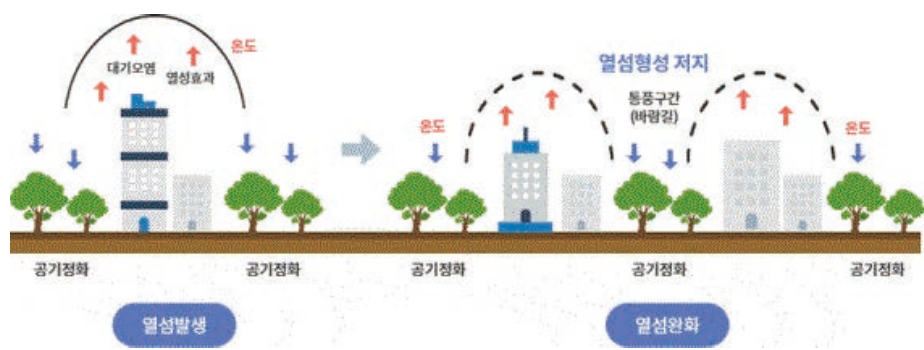 온도
대기오염
열섬효과
열섬형성 저지
통풍구간
(바람길)
온도
온도
공기정화
공기정화
공기정화
공기정화
공기정화
열섬발생
열섬완화